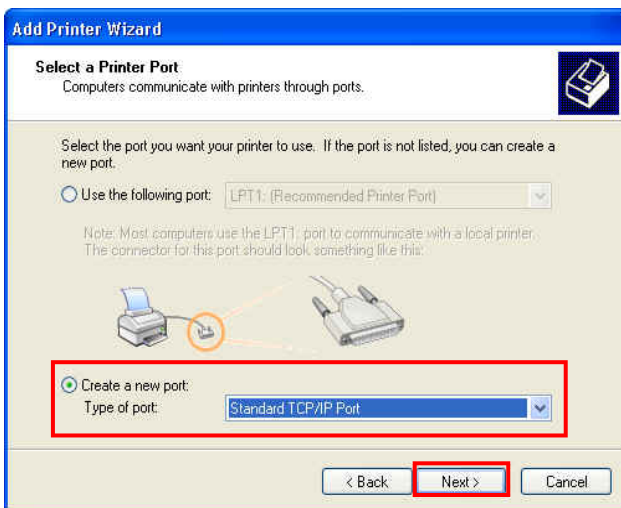 Add Printer Wizard
Select a Printer Port
Computers communicate with printers through ports.
Select the port you want your printer to use. If the port is not listed, you can create a
new port.
Use the following port: LPT1: (Recommended Printer Port)
Note: Most computers use the LPT1: port to communicate with a local printer.
The connector for this port should look something like this:
Create a new port:
Type of port: Standard TCP/IP Port
< Back Next > Cancel